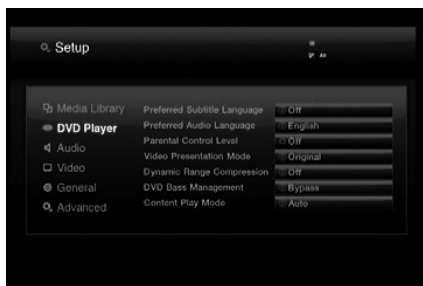 Setup
Media Library
DVD Player
Audio
Video
General
Advanced
Preferred Subtitle Language Off
Preferred Audio Language English
Parental Control Level Off
Video Presentation Mode Original
Dynamic Range Compression Off
DVD Bass Management Bypass
Content Play Mode Auto